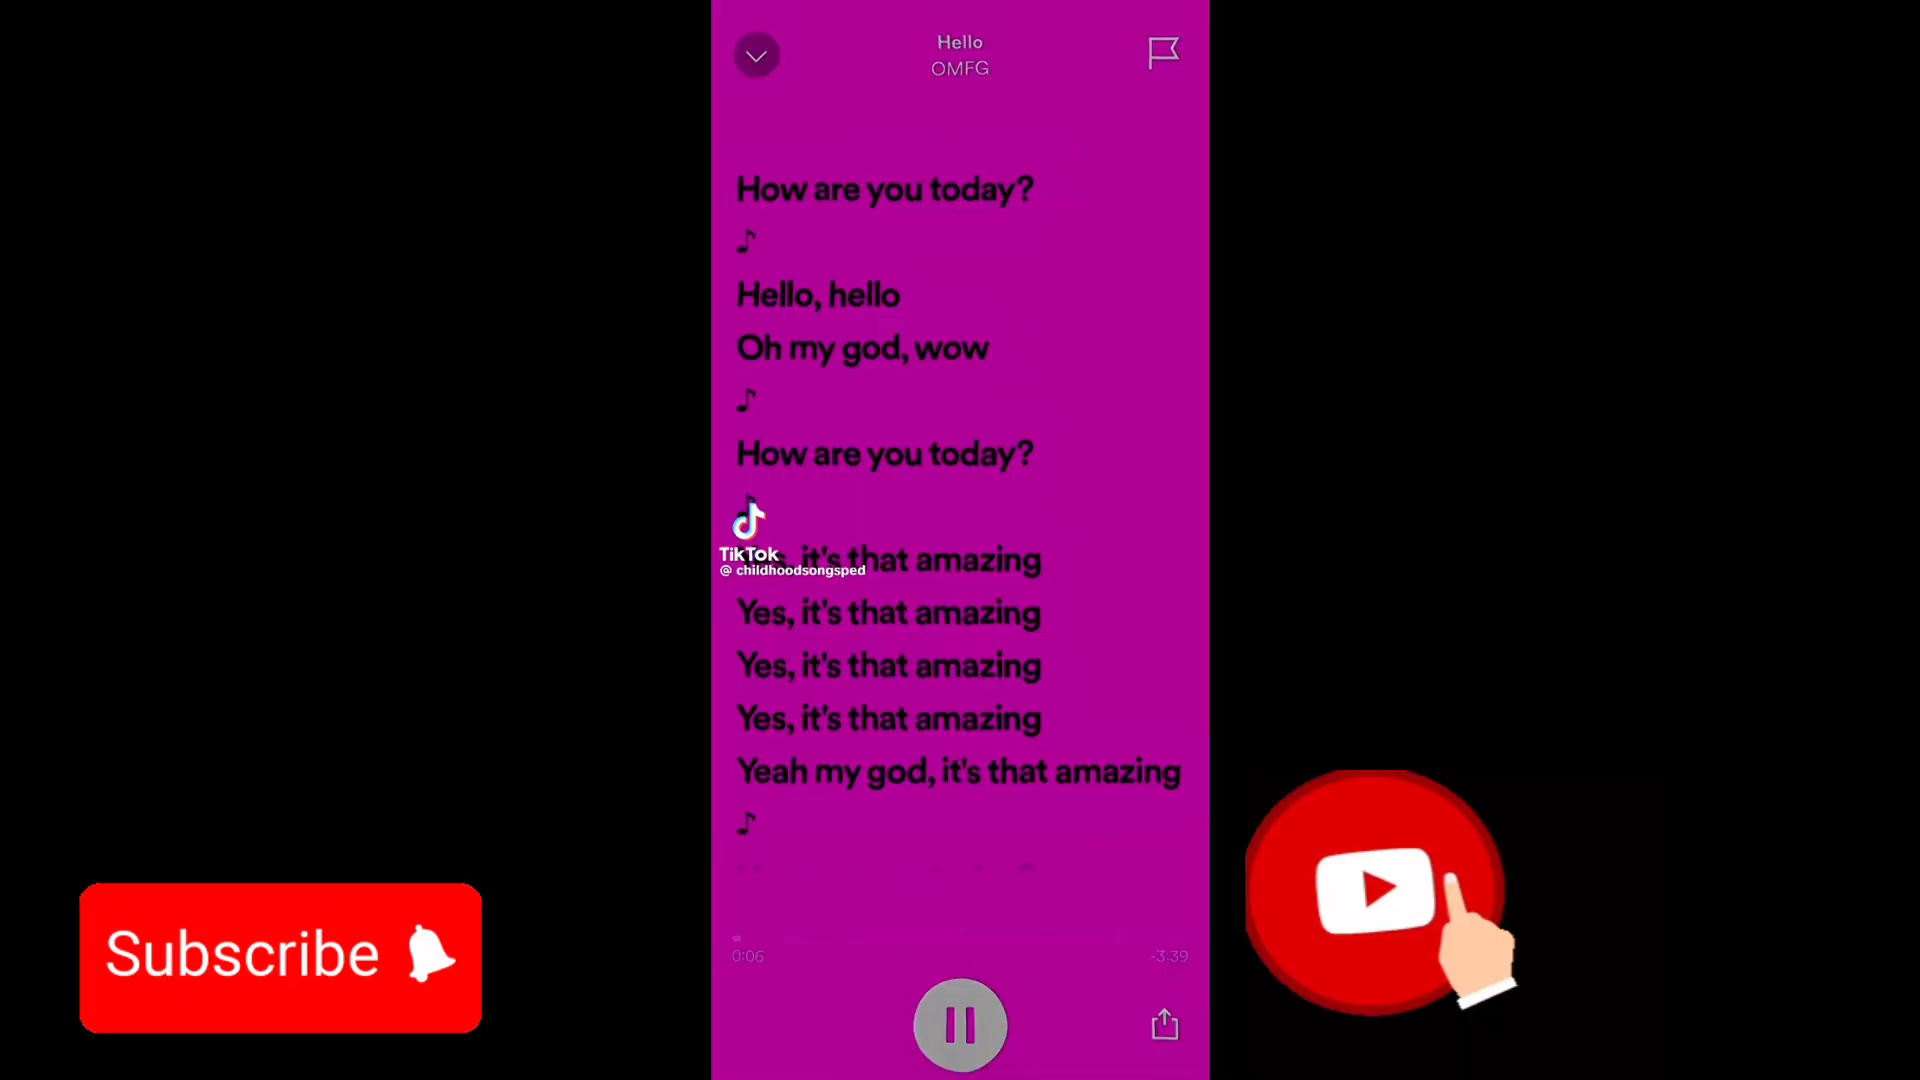 Hello
OMFG
How are you today?
♪
Hello, hello
Oh my god, wow
♪
How are you today?
♪
TikTok
@ childhoodsongsped
Yes, it's that amazing
Yes, it's that amazing
Yes, it's that amazing
Yes, it's that amazing
Yeah my god, it's that amazing
♪
0:06
-3:39
Subscribe